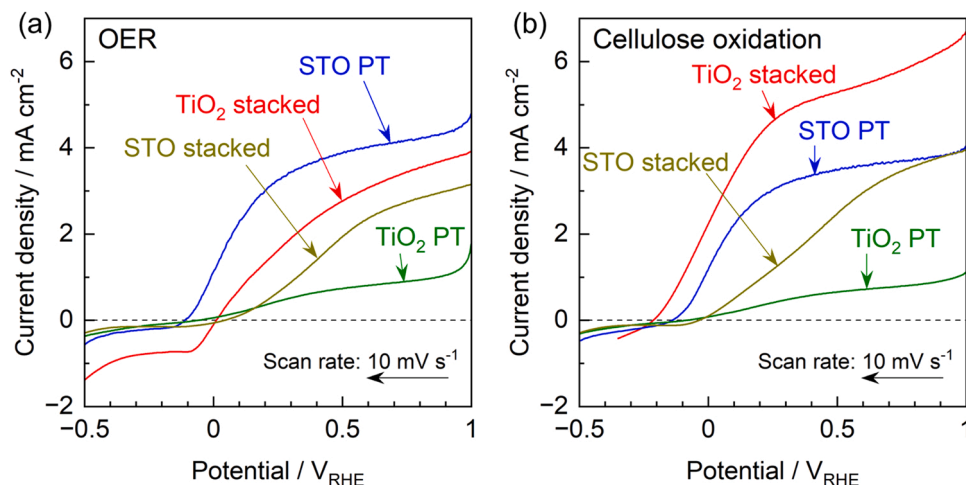 (a)
OER
STO PT
TiO₂ stacked
STO stacked
TiO₂ PT
Scan rate: 10 mV s⁻¹
Current density / mA cm⁻²
6
4
2
0
−2
−0.5 0 0.5 1
Potential / V_RHE
(b)
Cellulose oxidation
TiO₂ stacked
STO PT
STO stacked
TiO₂ PT
Scan rate: 10 mV s⁻¹
Current density / mA cm⁻²
6
4
2
0
−2
−0.5 0 0.5 1
Potential / V_RHE